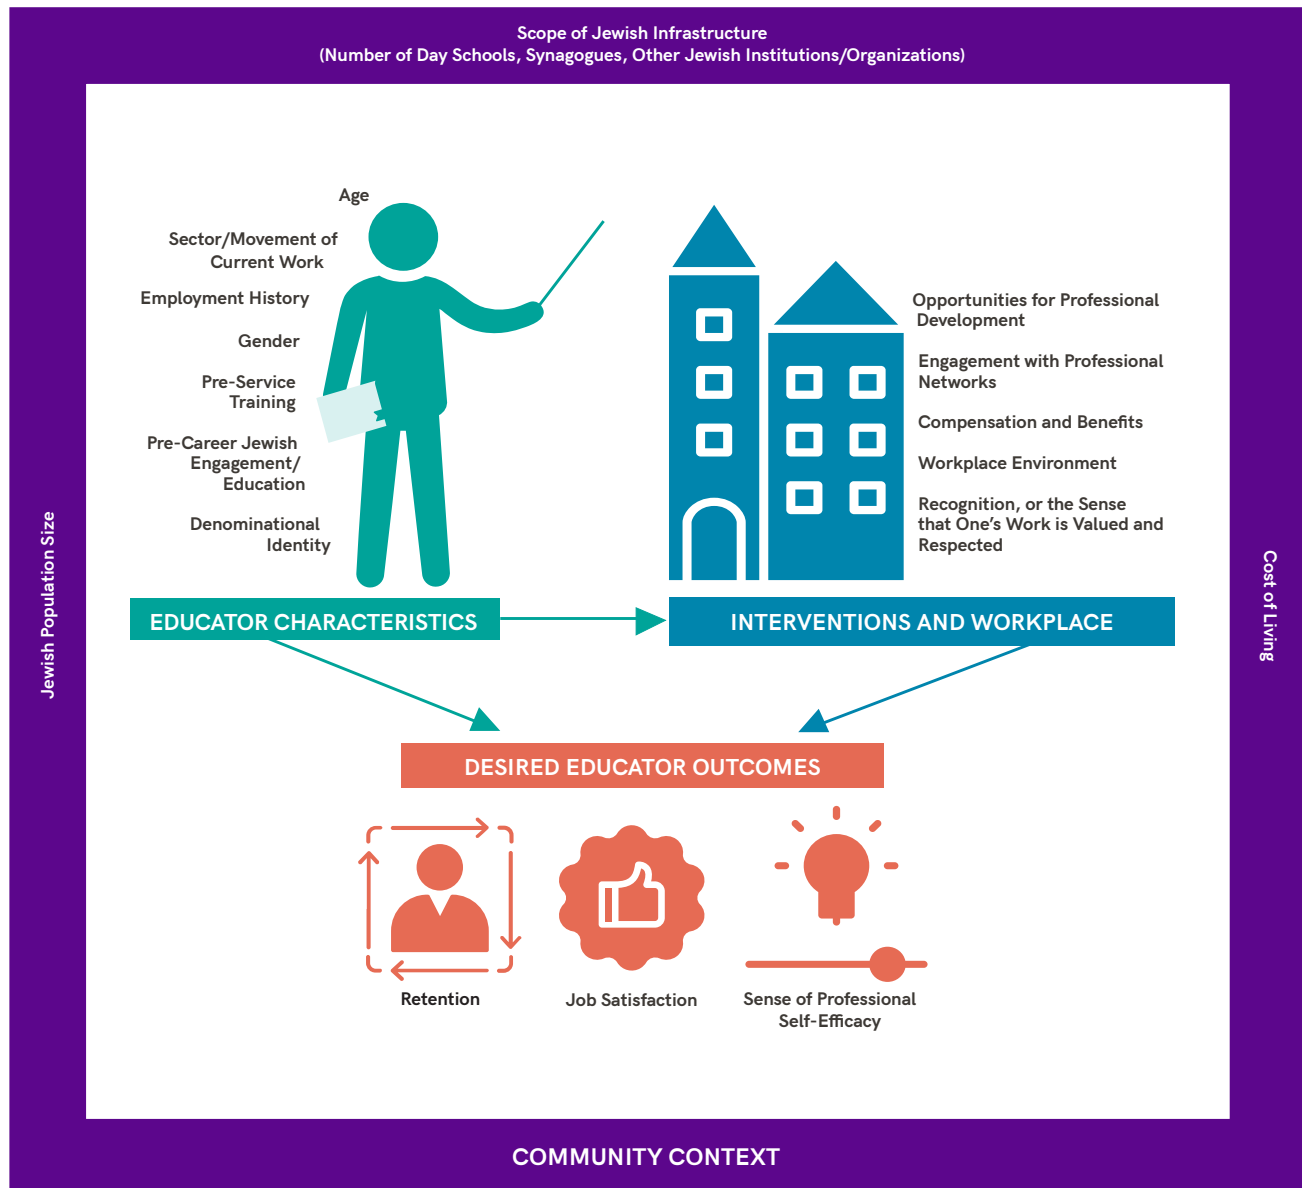 Scope of Jewish Infrastructure
(Number of Day Schools, Synagogues, Other Jewish Institutions/Organizations)
Jewish Population Size
Age
Sector/Movement of
Current Work
Employment History
Gender
Pre-Service
Training
Pre-Career Jewish
Engagement/
Education
Denominational
Identity
EDUCATOR CHARACTERISTICS
Opportunities for Professional
Development
Engagement with Professional
Networks
Compensation and Benefits
Workplace Environment
Recognition, or the Sense
that One’s Work is Valued and
Respected
INTERVENTIONS AND WORKPLACE
Cost of Living
DESIRED EDUCATOR OUTCOMES
Retention
Job Satisfaction
Sense of Professional
Self-Efficacy
COMMUNITY CONTEXT